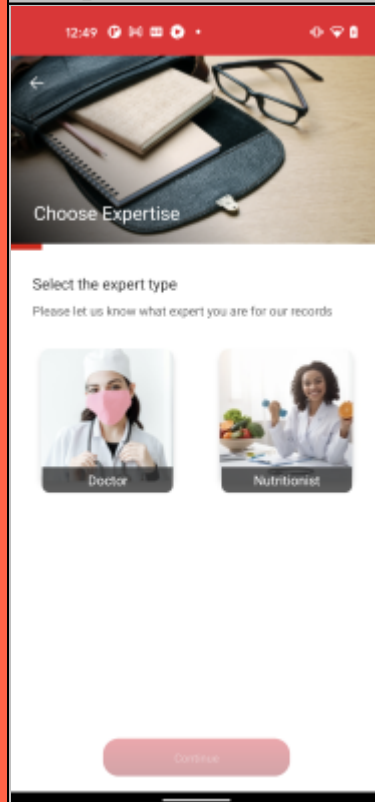 12:49
Choose Expertise
Select the expert type
Please let us know what expert you are for our records
Doctor
Nutritionist
Continue